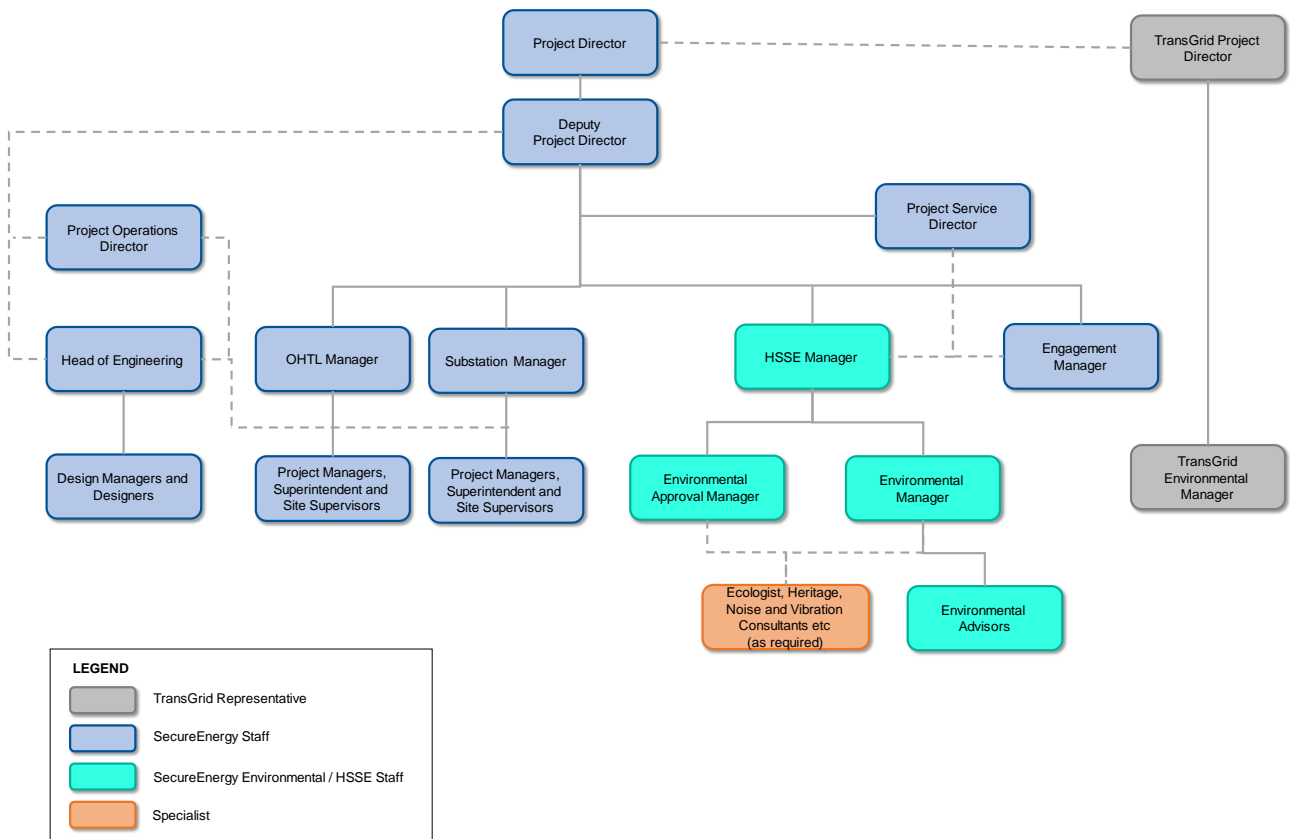 Project Director
TransGrid Project
Director
Deputy
Project Director
Project Operations
Director
Project Service
Director
Head of Engineering
OHTL Manager
Substation Manager
HSSE Manager
Engagement
Manager
Design Managers and
Designers
Project Managers,
Superintendent and
Site Supervisors
Project Managers,
Superintendent and
Site Supervisors
Environmental
Approval Manager
Environmental
Manager
TransGrid
Environmental
Manager
Ecologist, Heritage,
Noise and Vibration
Consultants etc
(as required)
Environmental
Advisors
LEGEND
TransGrid Representative
SecureEnergy Staff
SecureEnergy Environmental / HSSE Staff
Specialist